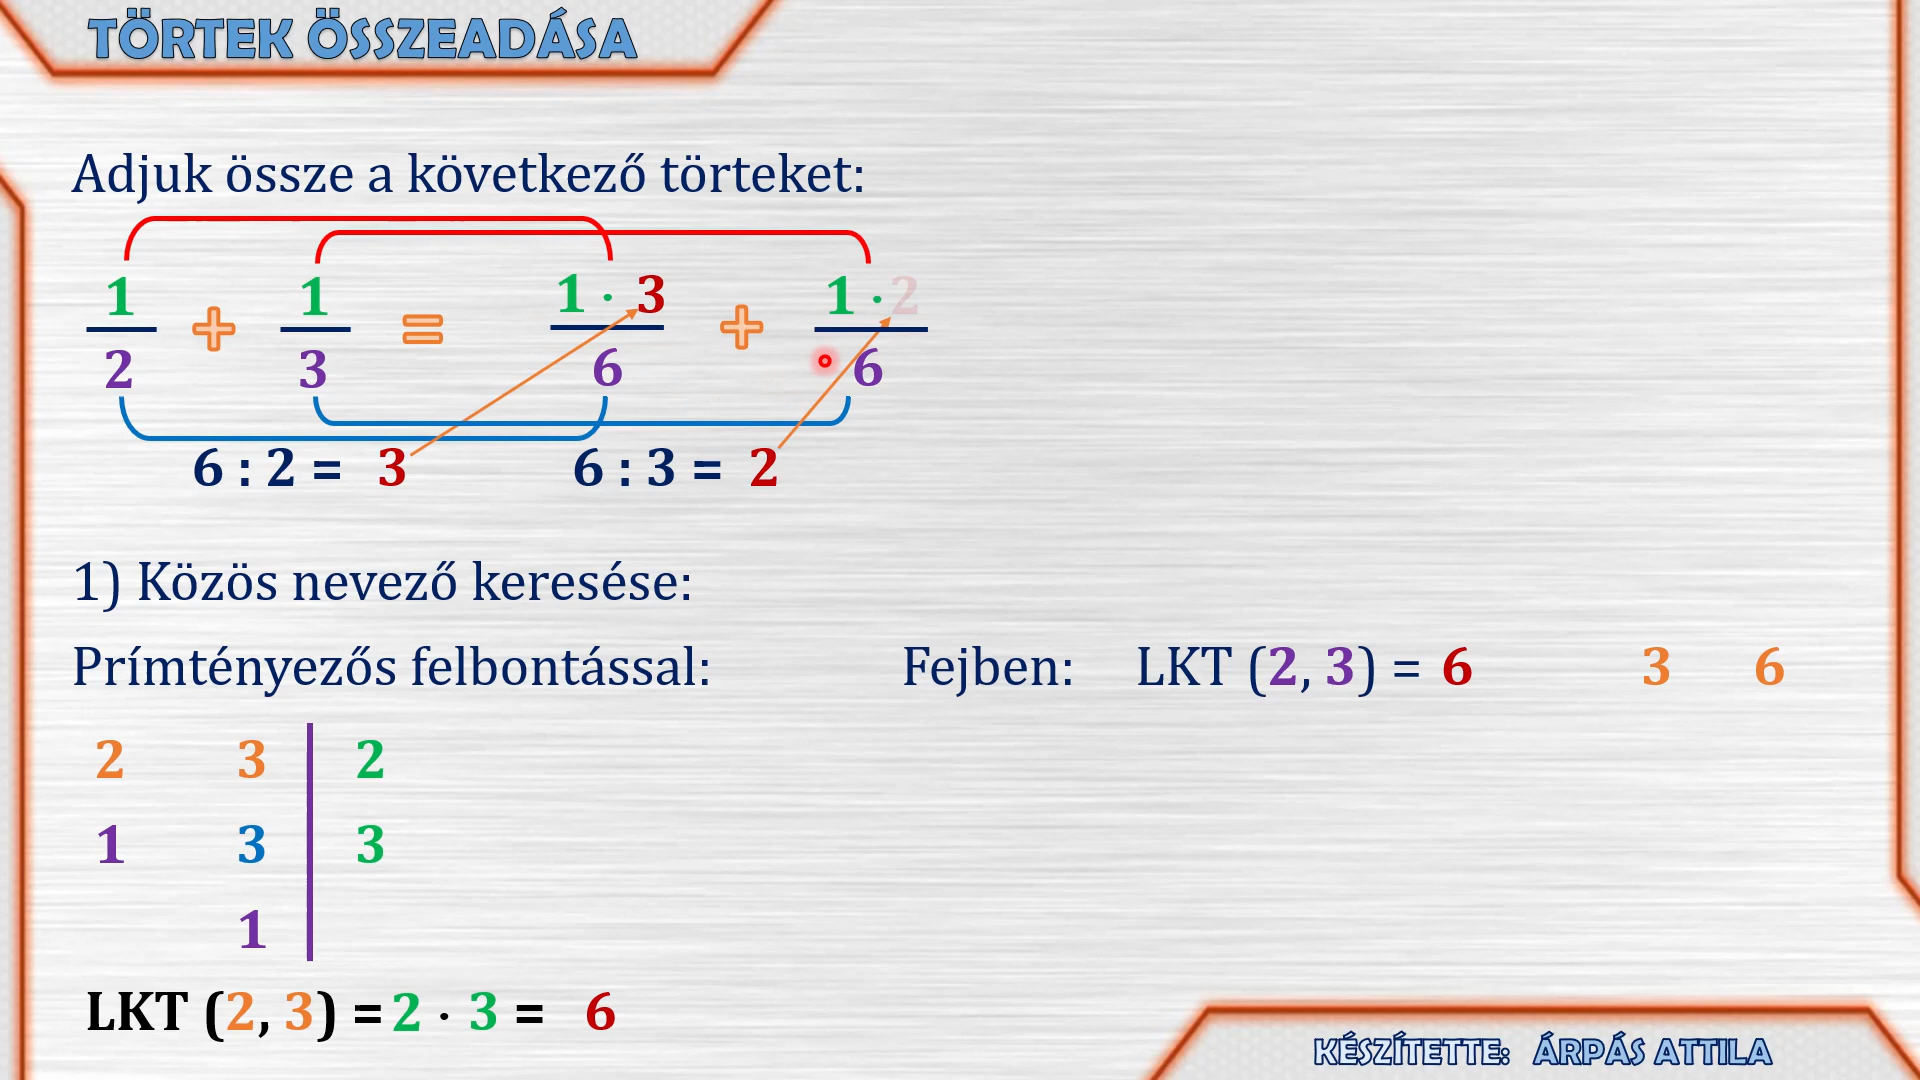 TÖRTEK ÖSSZEADÁSA
Adjuk össze a következő törteket:
1 1 1 · 3 1 · 2
+ = +
2 3 6 6
6 : 2 = 3 6 : 3 = 2
1) Közös nevező keresése:
Prímtényezős felbontással: Fejben: LKT (2, 3) = 6 3 6
2 3 2
1 3 3
1
LKT (2, 3) = 2 · 3 = 6
KÉSZÍTETTE: ÁRPÁS ATTILA